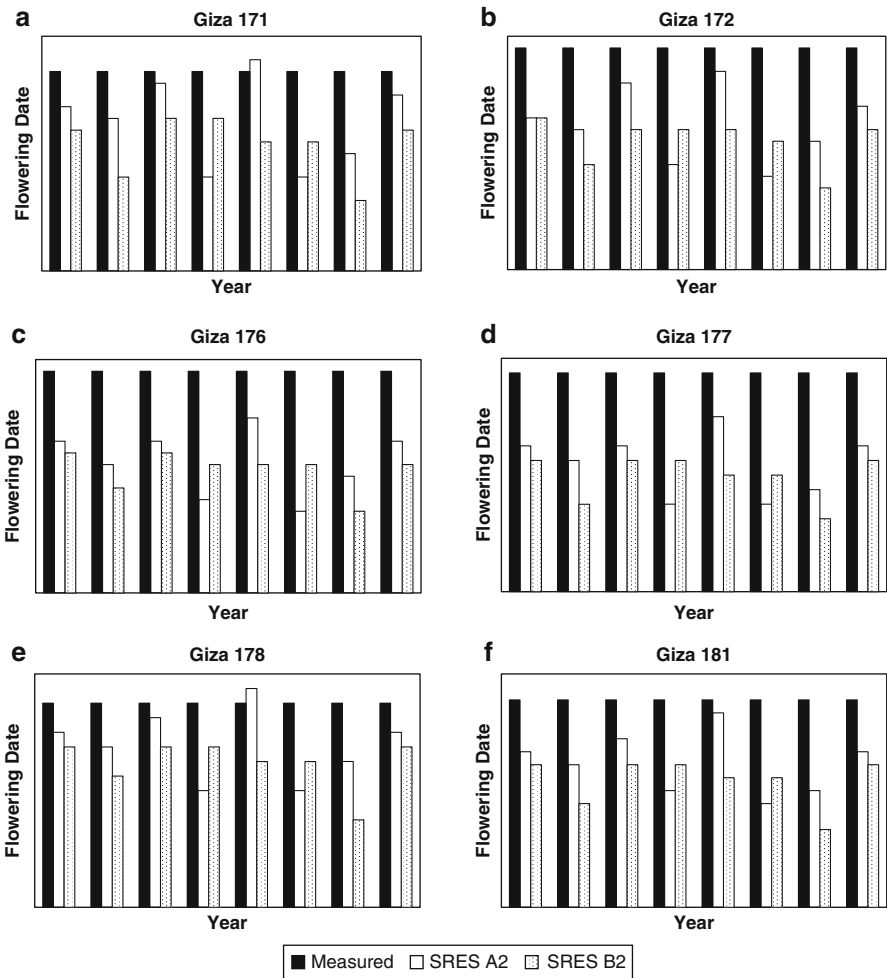 a
Giza 171
Flowering Date
Year
b
Giza 172
Flowering Date
Year
c
Giza 176
Flowering Date
Year
d
Giza 177
Flowering Date
Year
e
Giza 178
Flowering Date
Year
f
Giza 181
Flowering Date
Year
Measured SRES A2 SRES B2